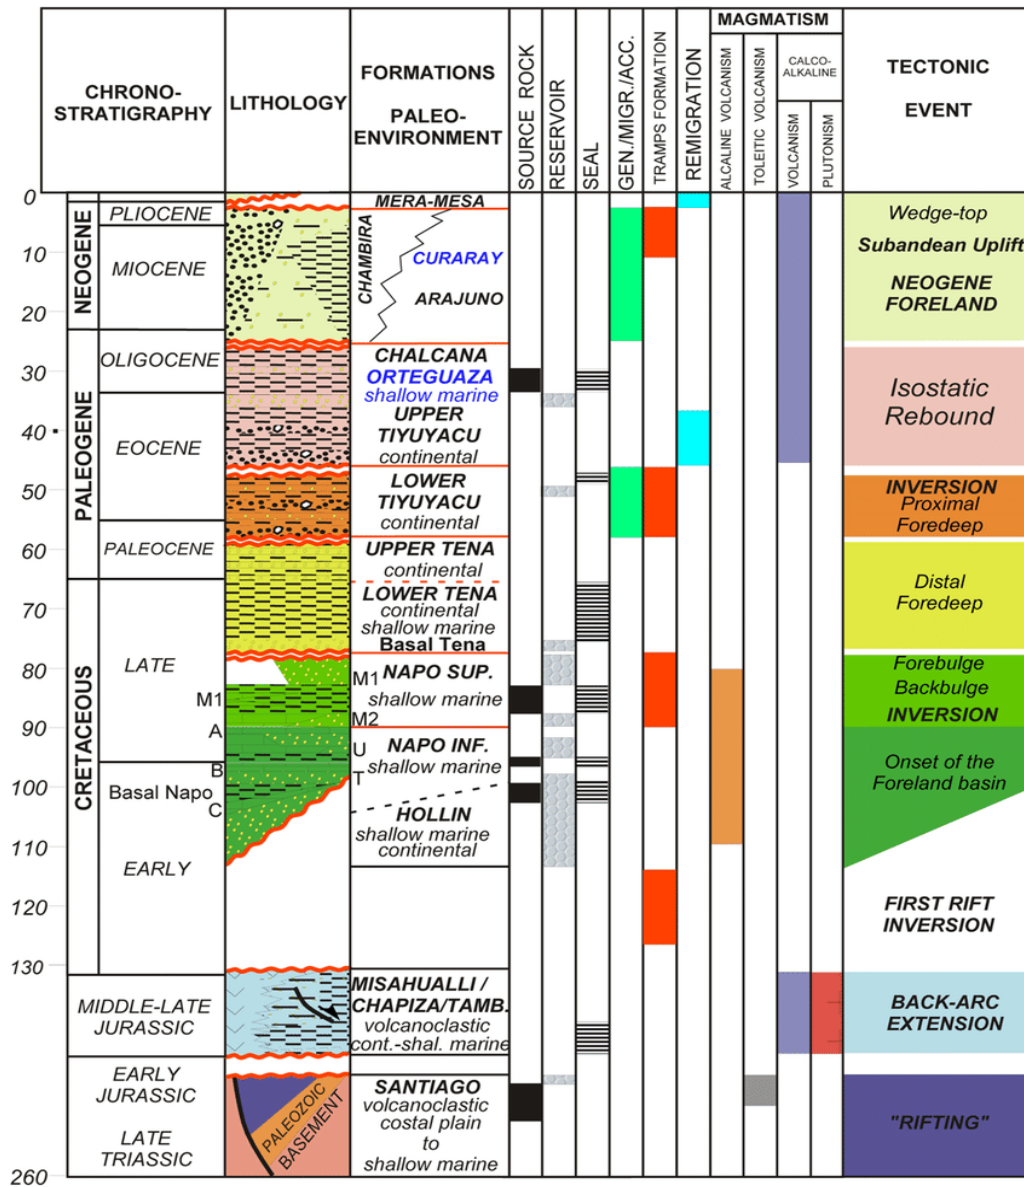 CHRONO-
STRATIGRAPHY
LITHOLOGY
FORMATIONS
PALEO-
ENVIRONMENT
SOURCE ROCK
RESERVOIR
SEAL
GEN./MIGR./ACC.
TRAMPS FORMATION
REMIGRATION
MAGMATISM
ALCALINE VOLCANISM
TOLEITIC VOLCANISM
CALCO-
ALKALINE
VOLCANISM
PLUTONISM
TECTONIC
EVENT
0
10
20
30
40
50
60
70
80
90
100
110
120
130
260
NEOGENE
PALEOGENE
CRETACEOUS
PLIOCENE
MIOCENE
OLIGOCENE
EOCENE
PALEOCENE
LATE
M1
A
B
Basal Napo
C
EARLY
MIDDLE-LATE
JURASSIC
EARLY
JURASSIC
LATE
TRIASSIC
PALEOZOIC
BASEMENT
MERA-MESA
CHAMBIRA
CURARAY
ARAJUNO
CHALCANA
ORTEGUAZA
shallow marine
UPPER
TIYUYACU
continental
LOWER
TIYUYACU
continental
UPPER TENA
continental
LOWER TENA
continental
shallow marine
Basal Tena
M1 NAPO SUP.
shallow marine
M2
NAPO INF.
U
shallow marine
T
HOLLIN
shallow marine
continental
MISAHUALLI /
CHAPIZA/TAMB.
volcanoclastic
cont.-shal. marine
SANTIAGO
volcanoclastic
costal plain
to
shallow marine
Wedge-top
Subandean Uplift
NEOGENE
FORELAND
Isostatic
Rebound
INVERSION
Proximal
Foredeep
Distal
Foredeep
Forebulge
Backbulge
INVERSION
Onset of the
Foreland basin
FIRST RIFT
INVERSION
BACK-ARC
EXTENSION
"RIFTING"